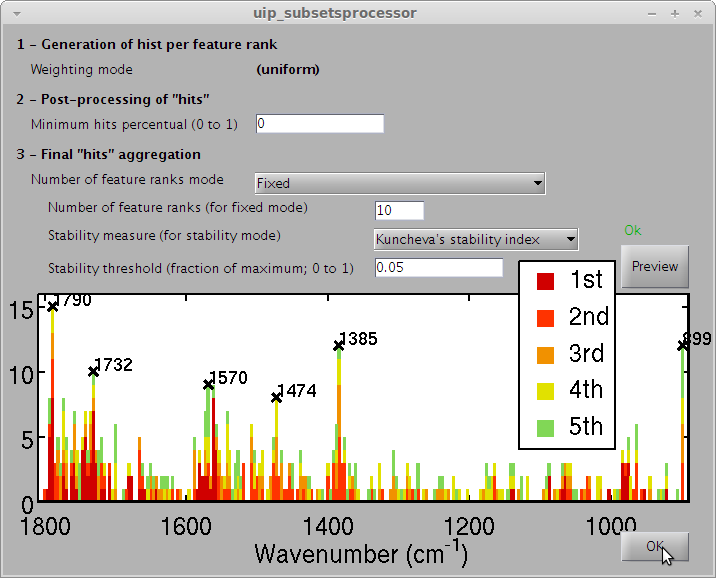 uip_subsetsprocessor
1 - Generation of hist per feature rank
Weighting mode (uniform)
2 - Post-processing of "hits"
Minimum hits percentual (0 to 1) 0
3 - Final "hits" aggregation
Number of feature ranks mode Fixed
Number of feature ranks (for fixed mode) 10
Stability measure (for stability mode) Kuncheva's stability index Ok
Stability threshold (fraction of maximum; 0 to 1) 0.05 Preview
1st
2nd
3rd
4th
5th
15
10
5
0
1790
1732
1570
1474
1385
899
1800 1600 1400 1200 1000
Wavenumber (cm-1)
OK